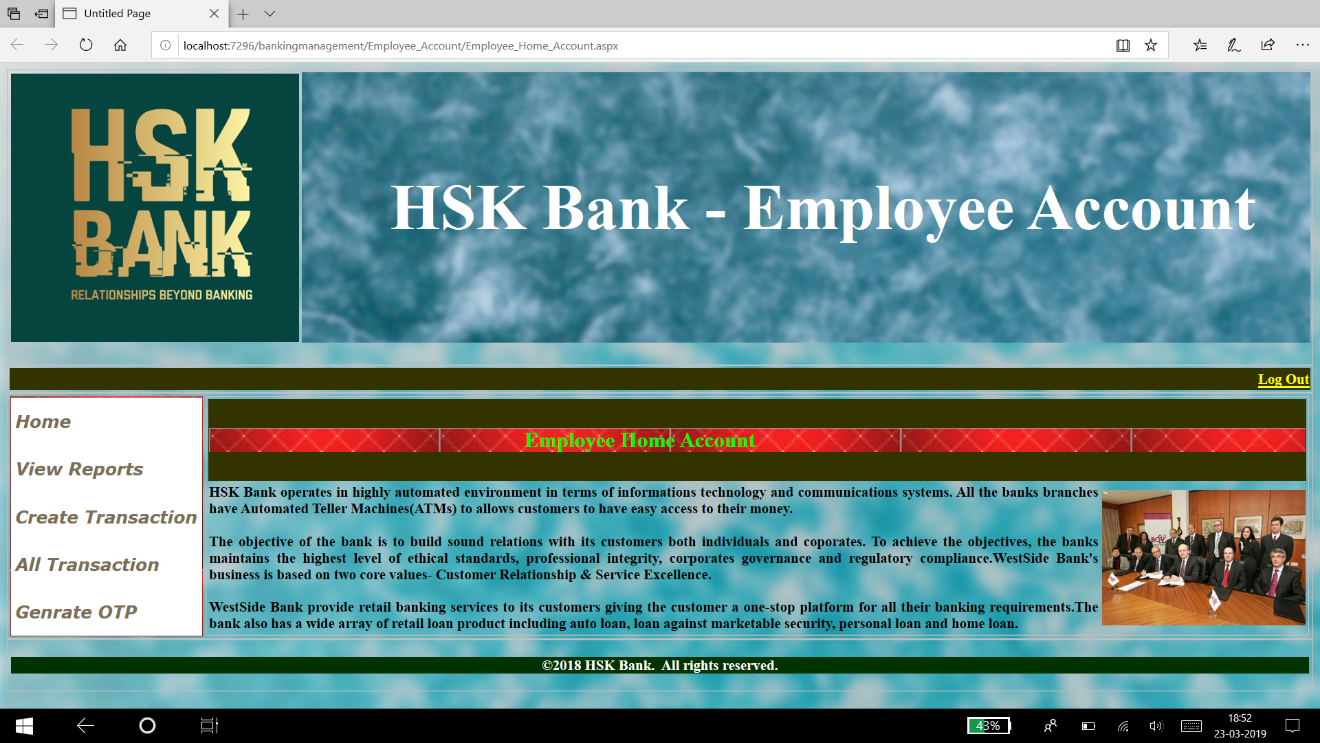 Untitled Page
localhost:7296/bankingmanagement/Employee_Account/Employee_Home_Account.aspx
HSK
BANK
RELATIONSHIPS BEYOND BANKING
HSK Bank - Employee Account
Log Out
Home
View Reports
Create Transaction
All Transaction
Genrate OTP
Employee Home Account
HSK Bank operates in highly automated environment in terms of informations technology and communications systems. All the banks branches
have Automated Teller Machines(ATMs) to allows customers to have easy access to their money.
The objective of the bank is to build sound relations with its customers both individuals and coporates. To achieve the objectives, the banks
maintains the highest level of ethical standards, professional integrity, corporates governance and regulatory compliance.WestSide Bank's
business is based on two core values- Customer Relationship & Service Excellence.
WestSide Bank provide retail banking services to its customers giving the customer a one-stop platform for all their banking requirements.The
bank also has a wide array of retail loan product including auto loan, loan against marketable security, personal loan and home loan.
©2018 HSK Bank. All rights reserved.
43%
18:52
23-03-2019